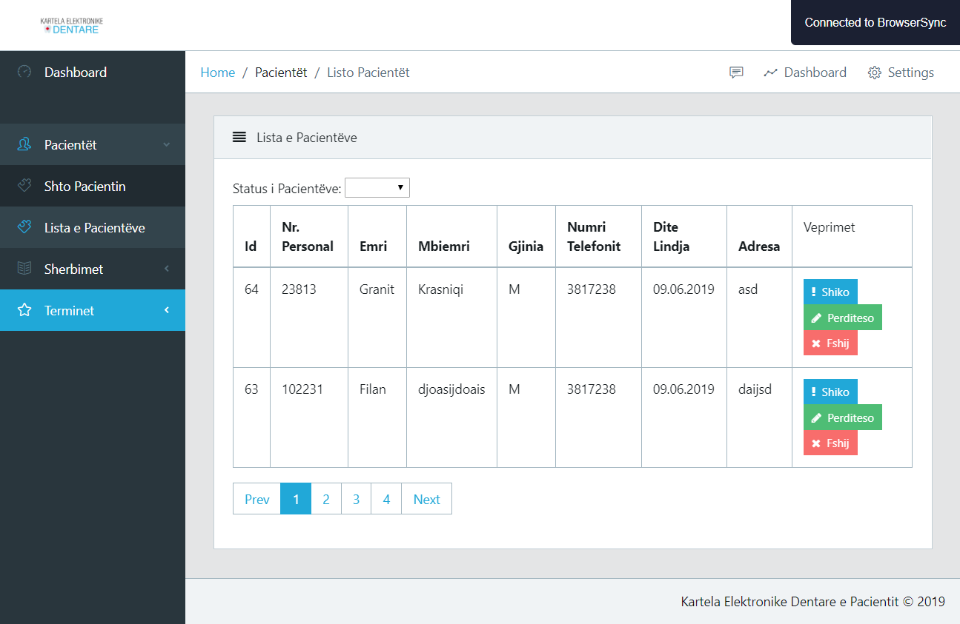 KARTELA ELEKTRONIKE
DENTARE
Connected to BrowserSync
Dashboard
Pacientët
Shto Pacientin
Lista e Pacientëve
Sherbimet
Terminet
Home / Pacientët / Listo Pacientët
Dashboard
Settings
Lista e Pacientëve
Status i Pacientëve:
Id Nr. Personal Emri Mbiemri Gjinia Numri Telefonit Dite Lindja Adresa Veprimet
64 23813 Granit Krasniqi M 3817238 09.06.2019 asd
Shiko
Perditeso
Fshij
63 102231 Filan djoasijdoais M 3817238 09.06.2019 daijsd
Shiko
Perditeso
Fshij
Prev 1 2 3 4 Next
Kartela Elektronike Dentare e Pacientit © 2019